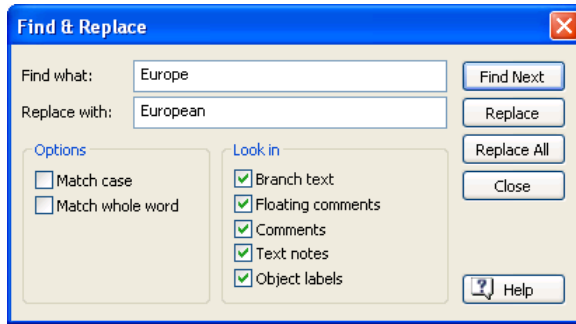 Find & Replace
Find what: Europe
Find Next
Replace with: European
Replace
Options
Match case
Match whole word
Look in
Branch text
Floating comments
Comments
Text notes
Object labels
Replace All
Close
Help